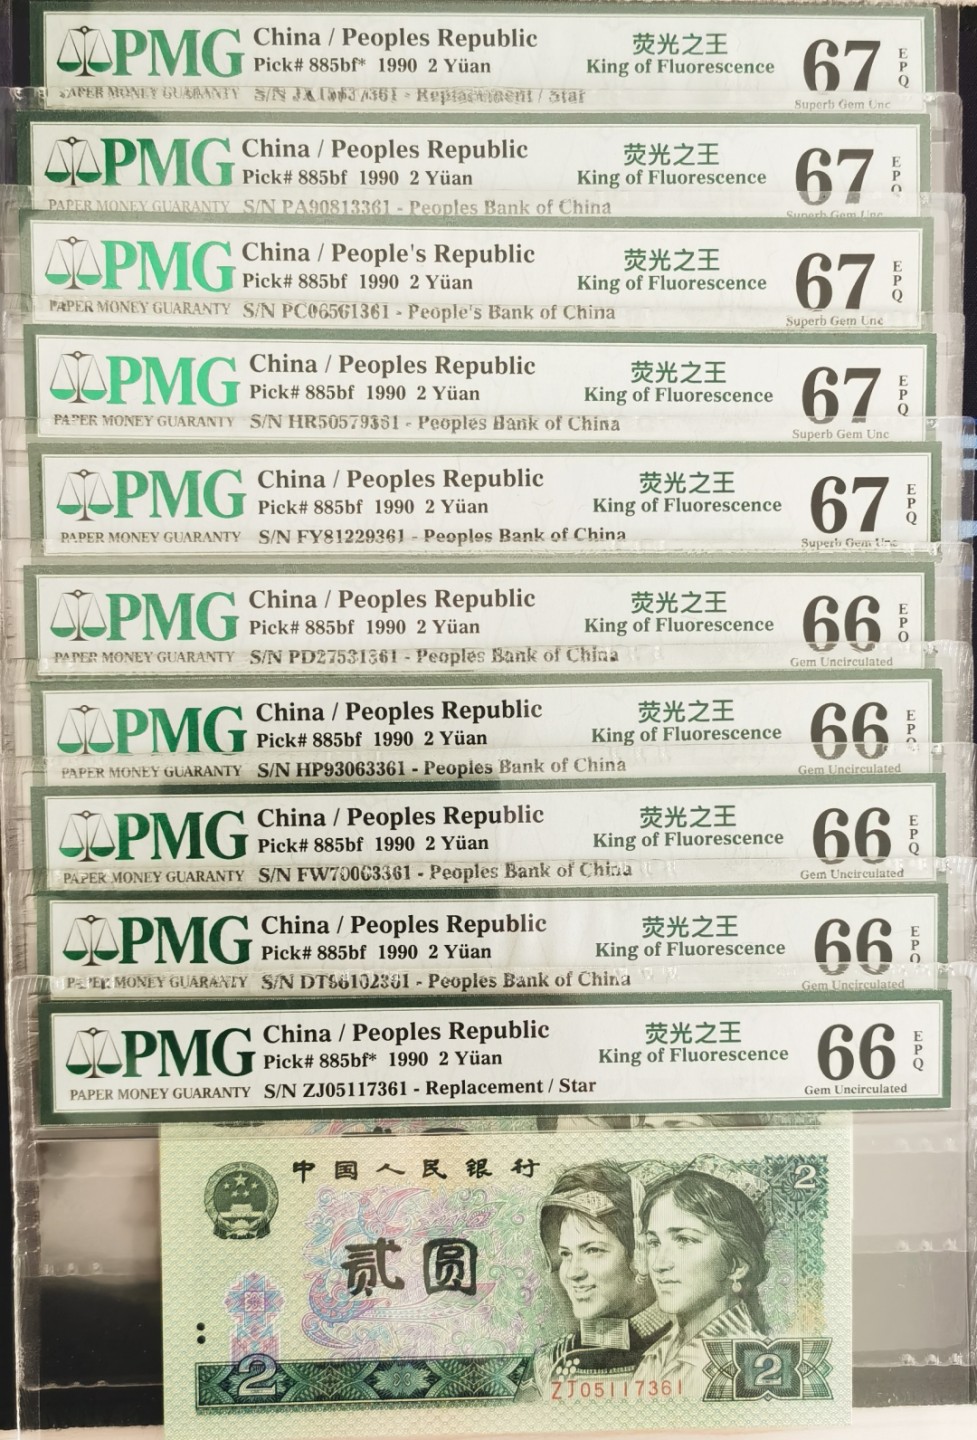 PMG China / Peoples Republic 荧光之王 67 EPQ
Pick# 885bf* 1990 2 Yüan King of Fluorescence
PAPER MONEY GUARANTY S/N - Replacement / Star Superb Gem Unc
PMG China / Peoples Republic 荧光之王 67 EPQ
Pick# 885bf 1990 2 Yüan King of Fluorescence
PAPER MONEY GUARANTY S/N PA90813361 - Peoples Bank of China Superb Gem Unc
PMG China / People's Republic 荧光之王 67 EPQ
Pick# 885bf 1990 2 Yüan King of Fluorescence
PAPER MONEY GUARANTY S/N PC06561361 - People's Bank of China Superb Gem Unc
PMG China / Peoples Republic 荧光之王 67 EPQ
Pick# 885bf 1990 2 Yüan King of Fluorescence
PAPER MONEY GUARANTY S/N HR50579361 - Peoples Bank of China Superb Gem Unc
PMG China / Peoples Republic 荧光之王 67 EPQ
Pick# 885bf 1990 2 Yüan King of Fluorescence
PAPER MONEY GUARANTY S/N FY81229361 - Peoples Bank of China Superb Gem Unc
PMG China / Peoples Republic 荧光之王 66 EPQ
Pick# 885bf 1990 2 Yüan King of Fluorescence
PAPER MONEY GUARANTY S/N PD27531361 - Peoples Bank of China Gem Uncirculated
PMG China / Peoples Republic 荧光之王 66 EPQ
Pick# 885bf 1990 2 Yüan King of Fluorescence
PAPER MONEY GUARANTY S/N HP93063361 - Peoples Bank of China Gem Uncirculated
PMG China / Peoples Republic 荧光之王 66 EPQ
Pick# 885bf 1990 2 Yüan King of Fluorescence
PAPER MONEY GUARANTY S/N - Peoples Bank of China Gem Uncirculated
PMG China / Peoples Republic 荧光之王 66 EPQ
Pick# 885bf 1990 2 Yüan King of Fluorescence
PAPER MONEY GUARANTY S/N - Peoples Bank of China Gem Uncirculated
PMG China / Peoples Republic 荧光之王 66 EPQ
Pick# 885bf* 1990 2 Yüan King of Fluorescence
PAPER MONEY GUARANTY S/N ZJ05117361 - Replacement / Star Gem Uncirculated
中国人民银行 2
贰圆
2 ZJ05117361 2